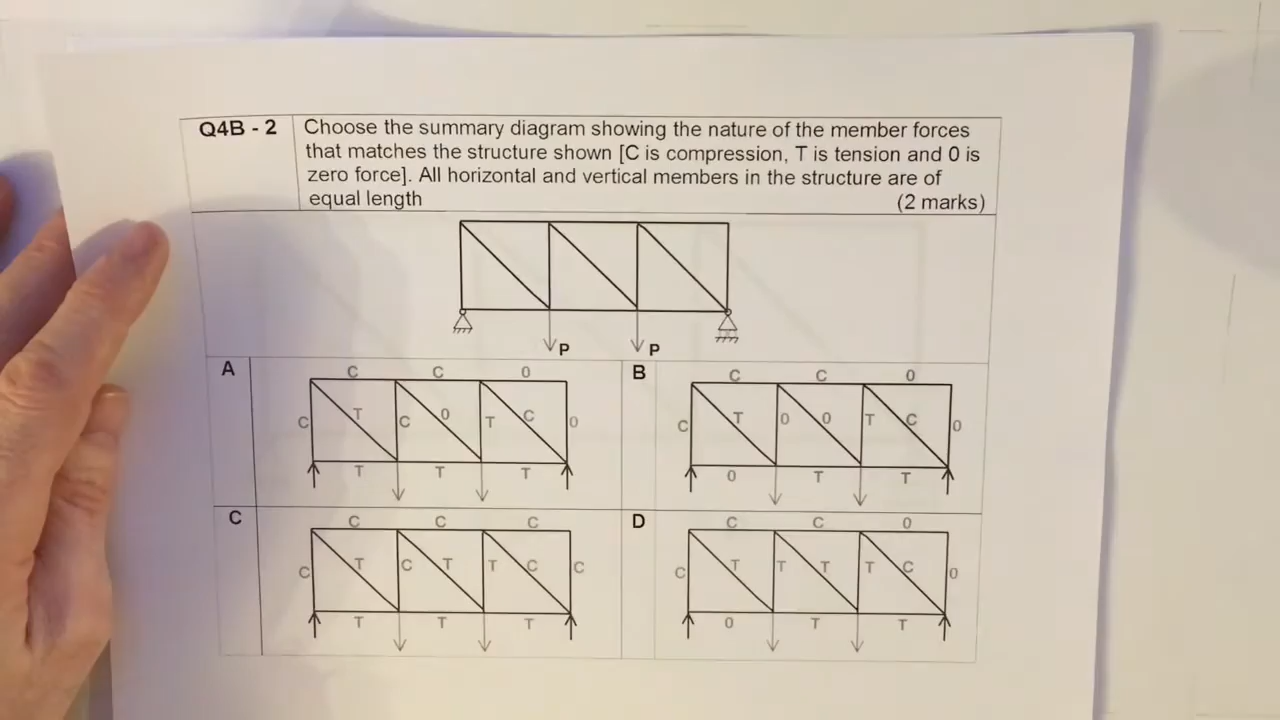 Q4B - 2
Choose the summary diagram showing the nature of the member forces
that matches the structure shown [C is compression, T is tension and 0 is
zero force]. All horizontal and vertical members in the structure are of
equal length (2 marks)
P P
A
C C 0
C T C 0 T C 0
T T T
B
C C 0
C T 0 0 T C 0
0 T T
C
C C C
C T C T T C C
T T T
D
C C 0
C T T T T C 0
0 T T